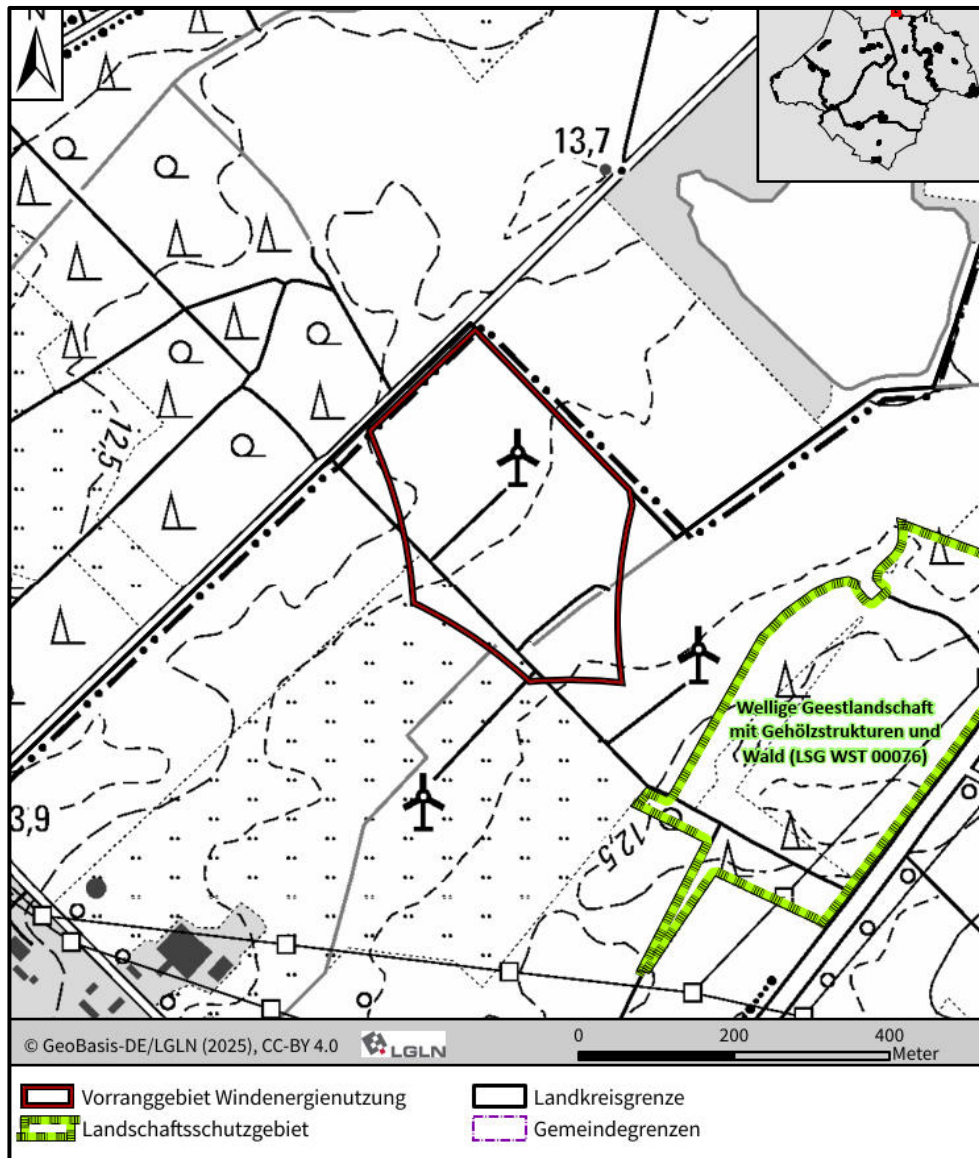 N
13,7
12,5
Wellige Geestlandschaft
mit Gehölzstrukturen und
Wald (LSG WST 00076)
3,9
12,5
© GeoBasis-DE/LGLN (2025), CC-BY 4.0
LGLN
0 200 400
Meter
Vorranggebiet Windenergienutzung
Landkreisgrenze
Landschaftsschutzgebiet
Gemeindegrenzen